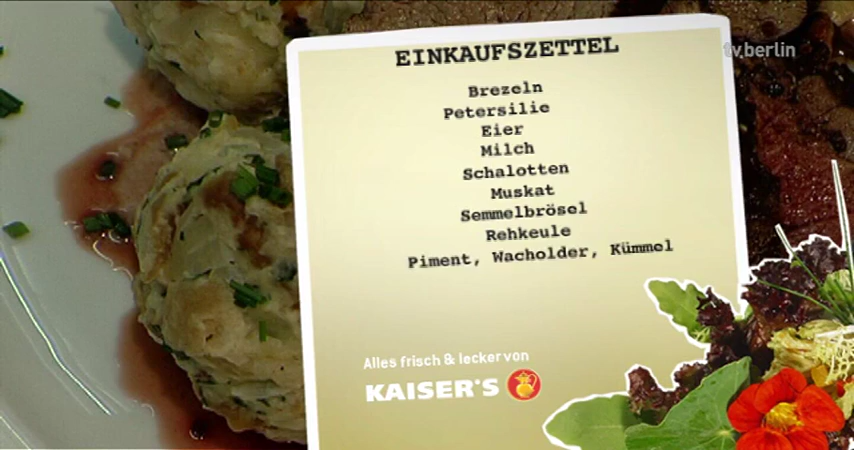 EINKAUFSZETTEL
tv.berlin
Brezeln
Petersilie
Eier
Milch
Schalotten
Muskat
Semmelbrösel
Rehkeule
Piment, Wacholder, Kümmel
Alles frisch & lecker von
KAISER'S